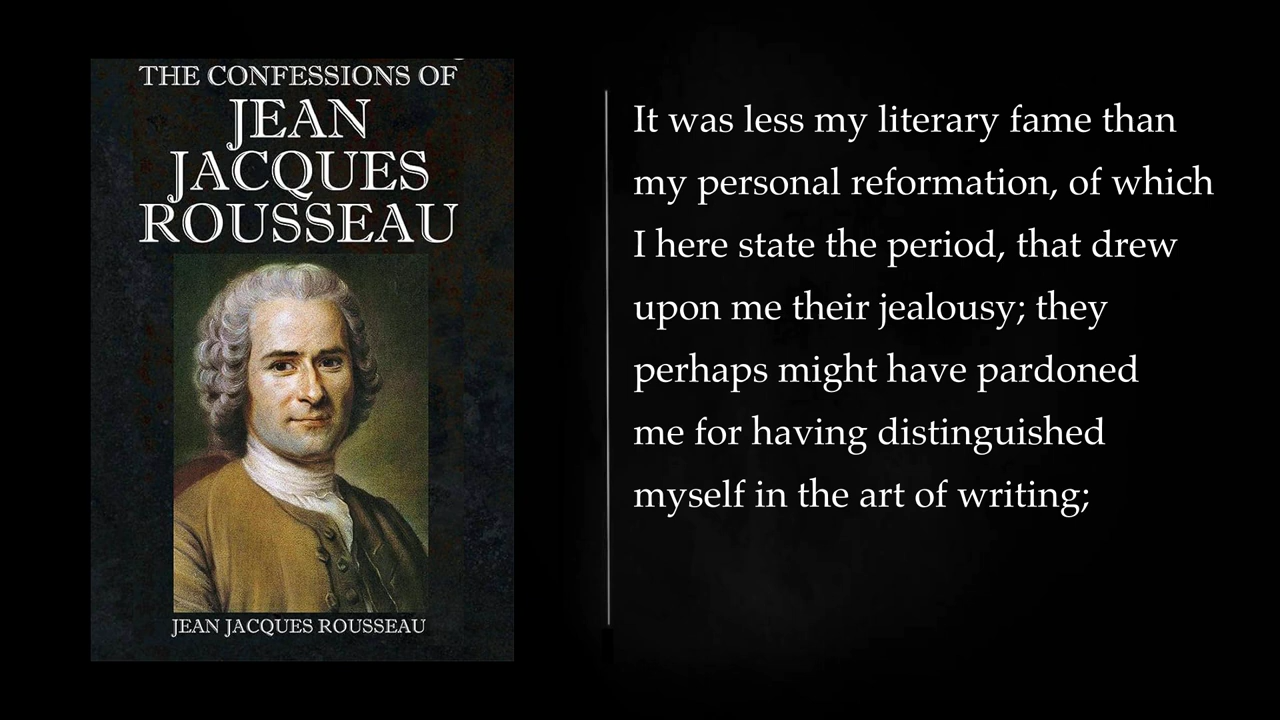 THE CONFESSIONS OF
JEAN
JACQUES
ROUSSEAU
JEAN JACQUES ROUSSEAU
It was less my literary fame than
my personal reformation, of which
I here state the period, that drew
upon me their jealousy; they
perhaps might have pardoned
me for having distinguished
myself in the art of writing;